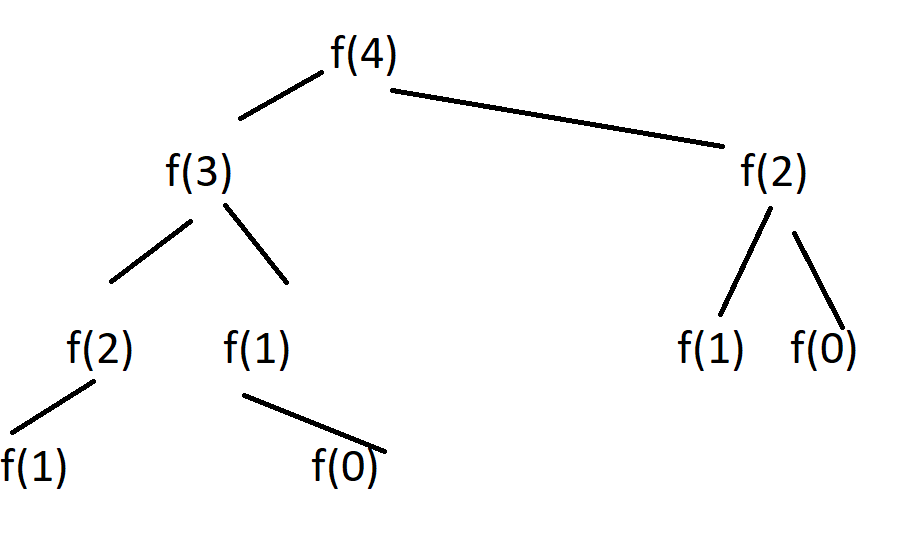 f(4)
f(3) f(2)
f(2) f(1) f(1) f(0)
f(1) f(0)